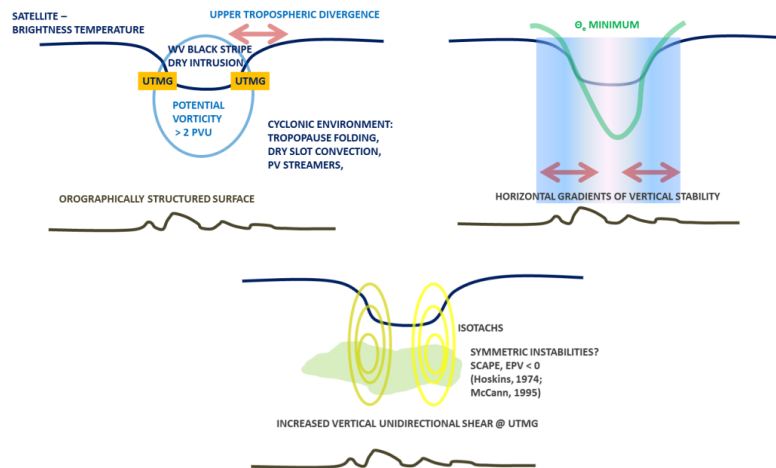 SATELLITE –
BRIGHTNESS TEMPERATURE
UPPER TROPOSPHERIC DIVERGENCE
WV BLACK STRIPE
DRY INTRUSION
UTMG
UTMG
POTENTIAL
VORTICITY
> 2 PVU
CYCLONIC ENVIRONMENT:
TROPOPAUSE FOLDING,
DRY SLOT CONVECTION,
PV STREAMERS,
OROGRAPHICALLY STRUCTURED SURFACE
Θe MINIMUM
HORIZONTAL GRADIENTS OF VERTICAL STABILITY
ISOTACHS
SYMMETRIC INSTABILITIES?
SCAPE, EPV < 0
(Hoskins, 1974;
McCann, 1995)
INCREASED VERTICAL UNIDIRECTIONAL SHEAR @ UTMG